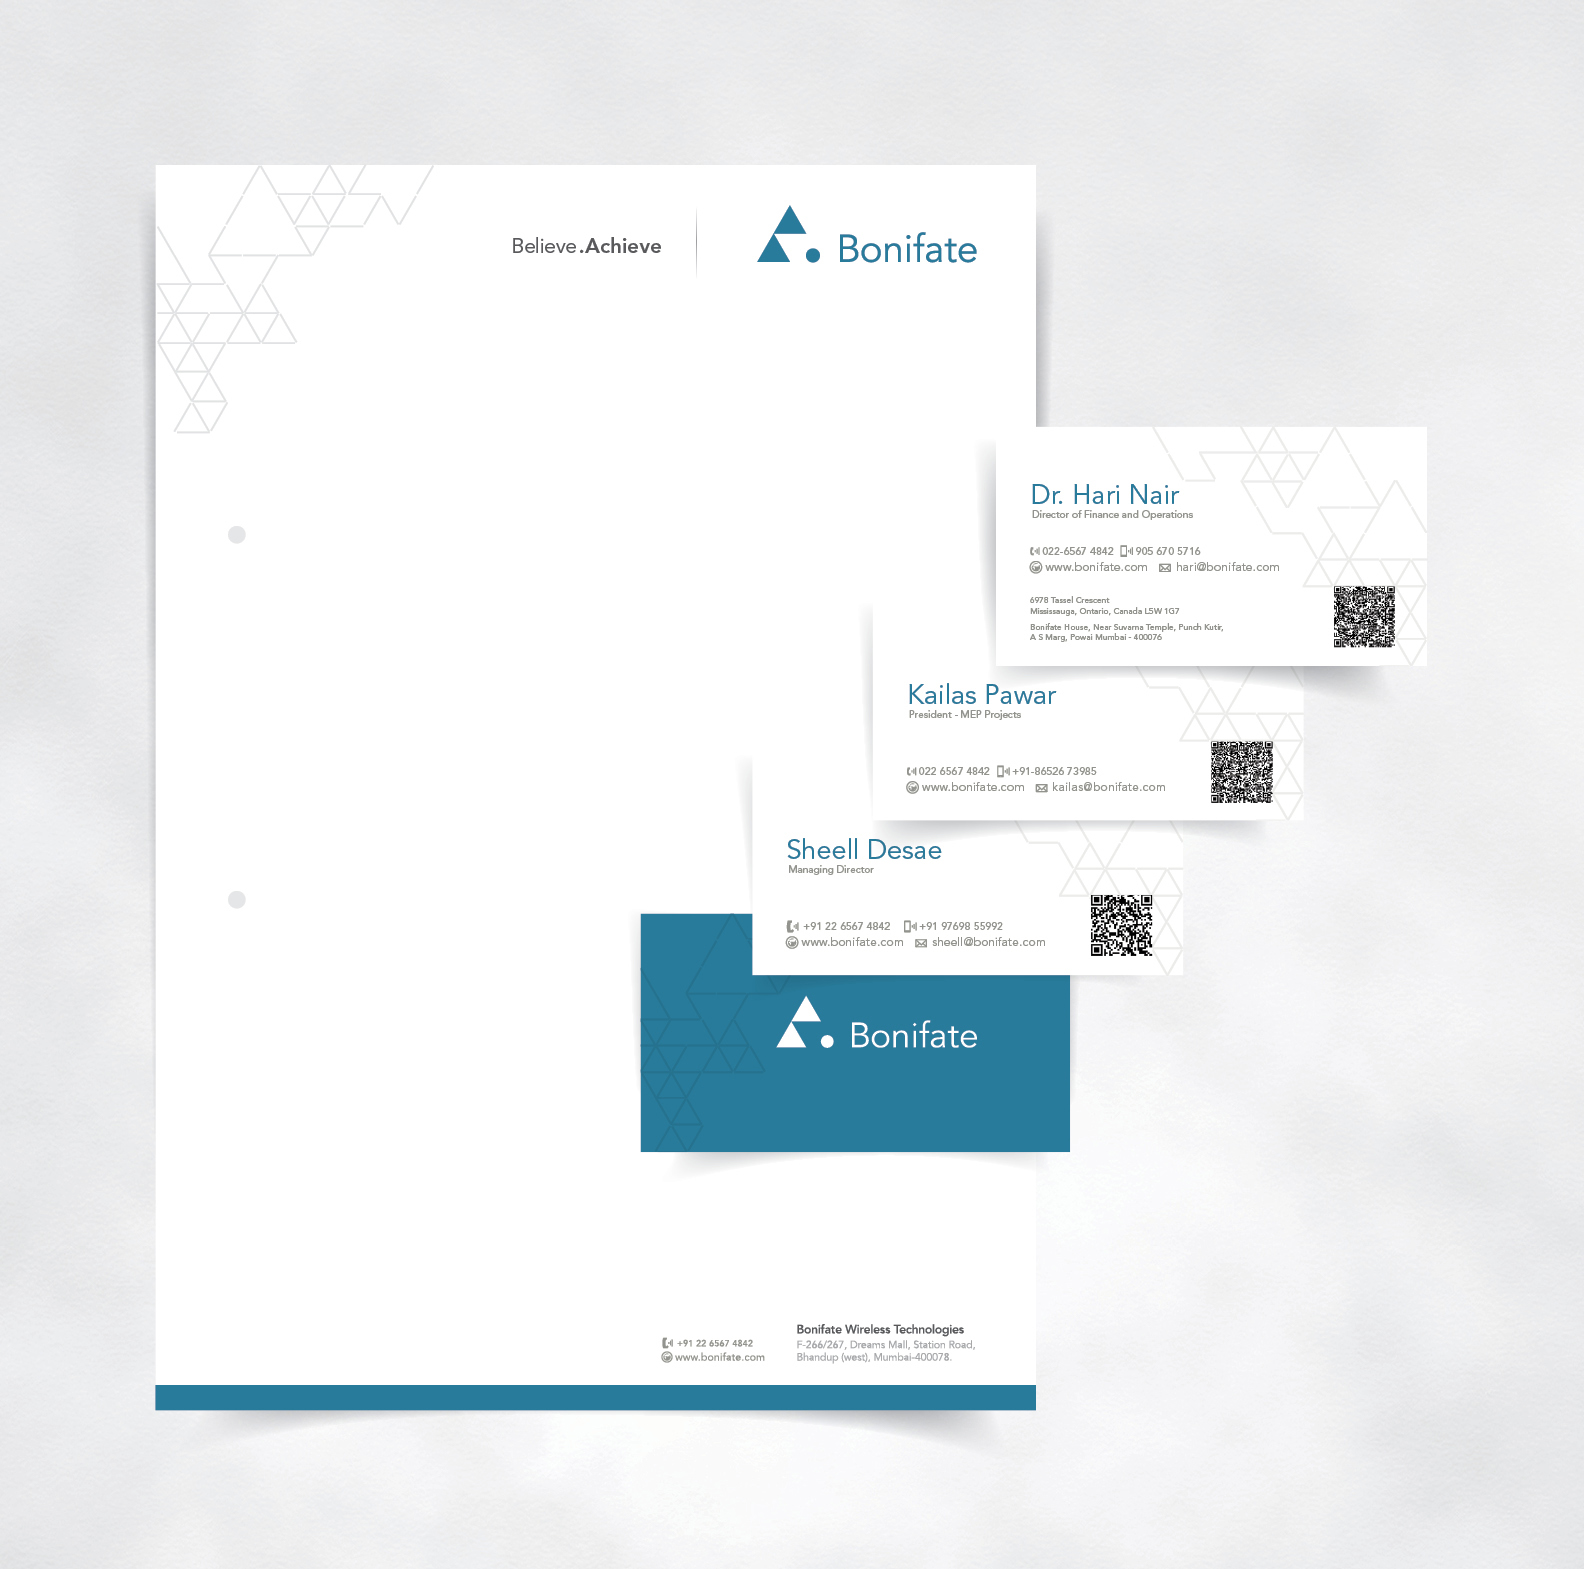 Believe.Achieve
Bonifate
Dr. Hari Nair
Director of Finance and Operations
022-6567 4842 905 670 5716
www.bonifate.com hari@bonifate.com
6978 Tassel Crescent
Mississauga, Ontario, Canada L5W 1G7
Bonifate House, Near Suvarna Temple, Punch Kutir,
A S Marg, Powai Mumbai - 400076
Kailas Pawar
President - MEP Projects
022 6567 4842 +91-86526 73985
www.bonifate.com kailas@bonifate.com
Sheell Desae
Managing Director
+91 22 6567 4842 +91 97698 55992
www.bonifate.com sheell@bonifate.com
Bonifate
+91 22 6567 4842
www.bonifate.com
Bonifate Wireless Technologies
F-266/267, Dreams Mall, Station Road,
Bhandup (west), Mumbai-400078.